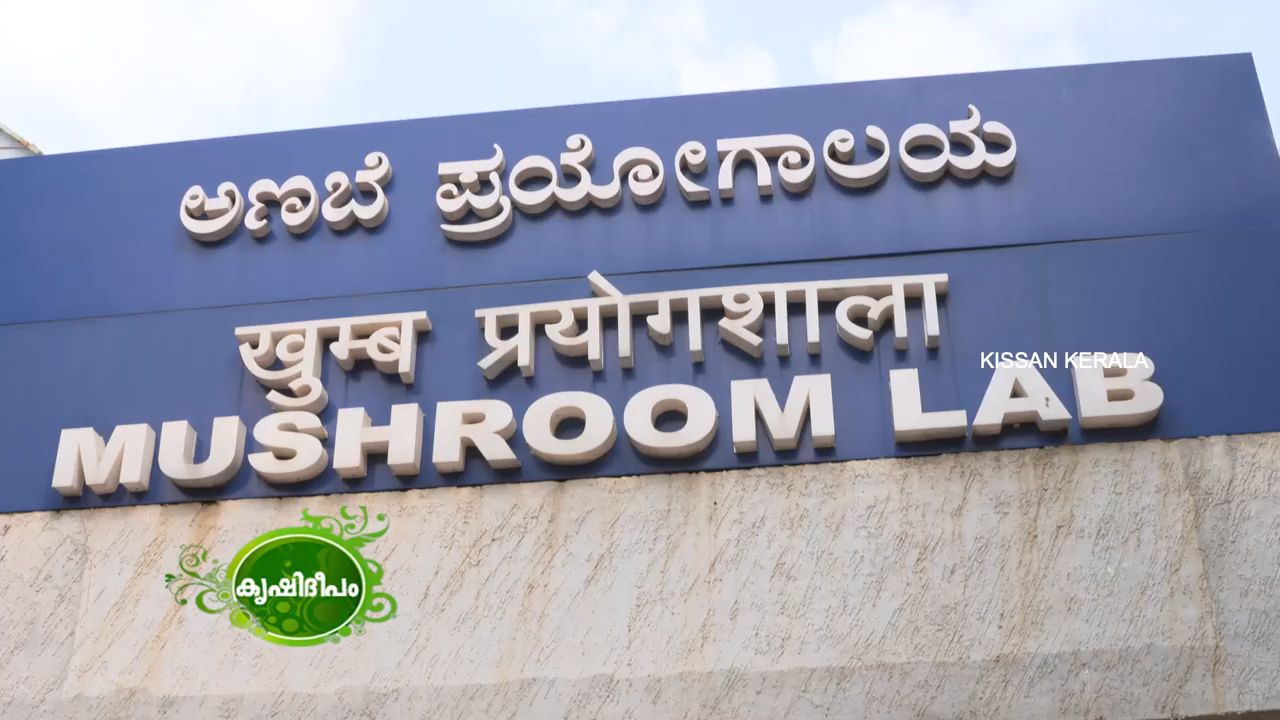 ಅಣಬೆ ಪ್ರಯೋಗಾಲಯ
खुम्ब प्रयोगशाला
KISSAN KERALA
MUSHROOM LAB
കൃഷിദീപം